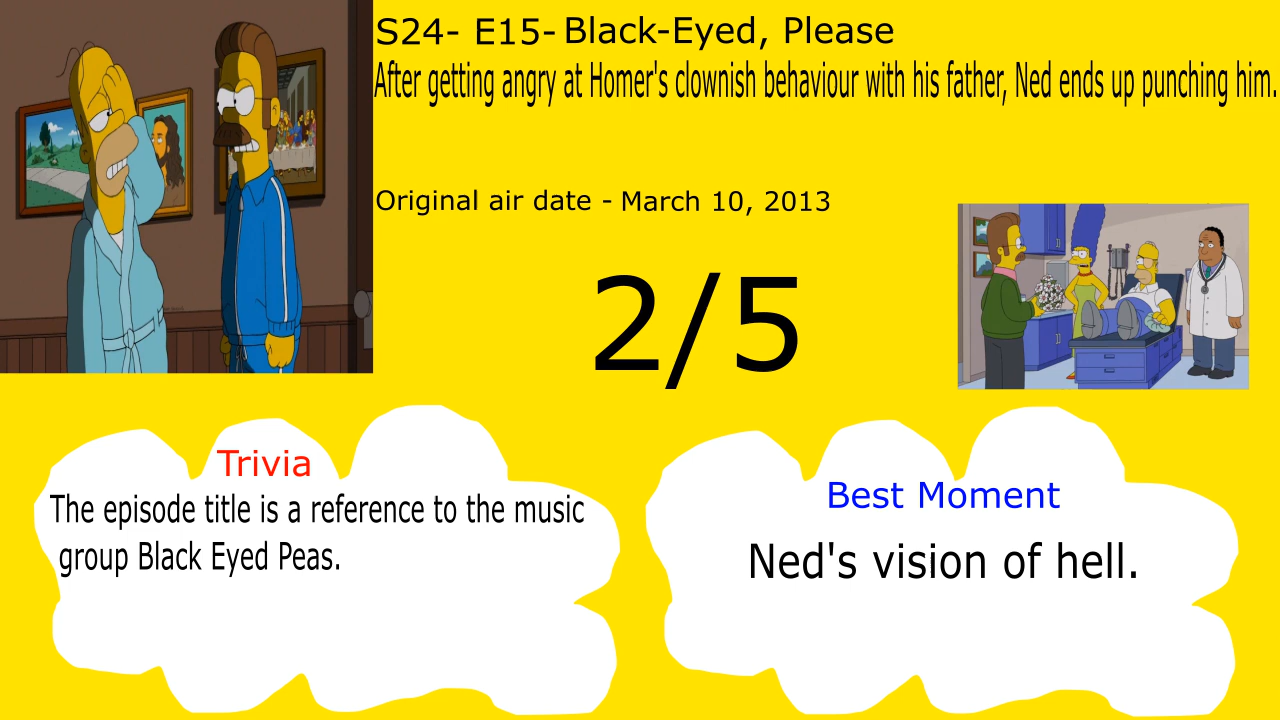 S24- E15- Black-Eyed, Please
After getting angry at Homer's clownish behaviour with his father, Ned ends up punching him.
Original air date - March 10, 2013
2/5
Trivia
The episode title is a reference to the music
group Black Eyed Peas.
Best Moment
Ned's vision of hell.